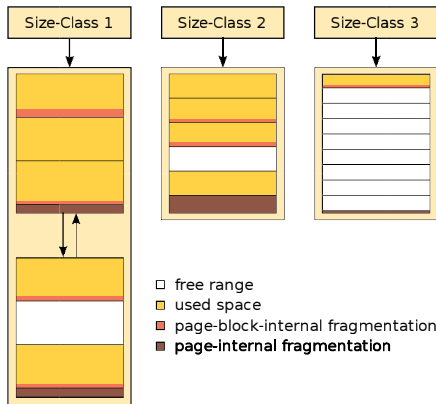 Size-Class 1 Size-Class 2 Size-Class 3
free range
used space
page-block-internal fragmentation
page-internal fragmentation